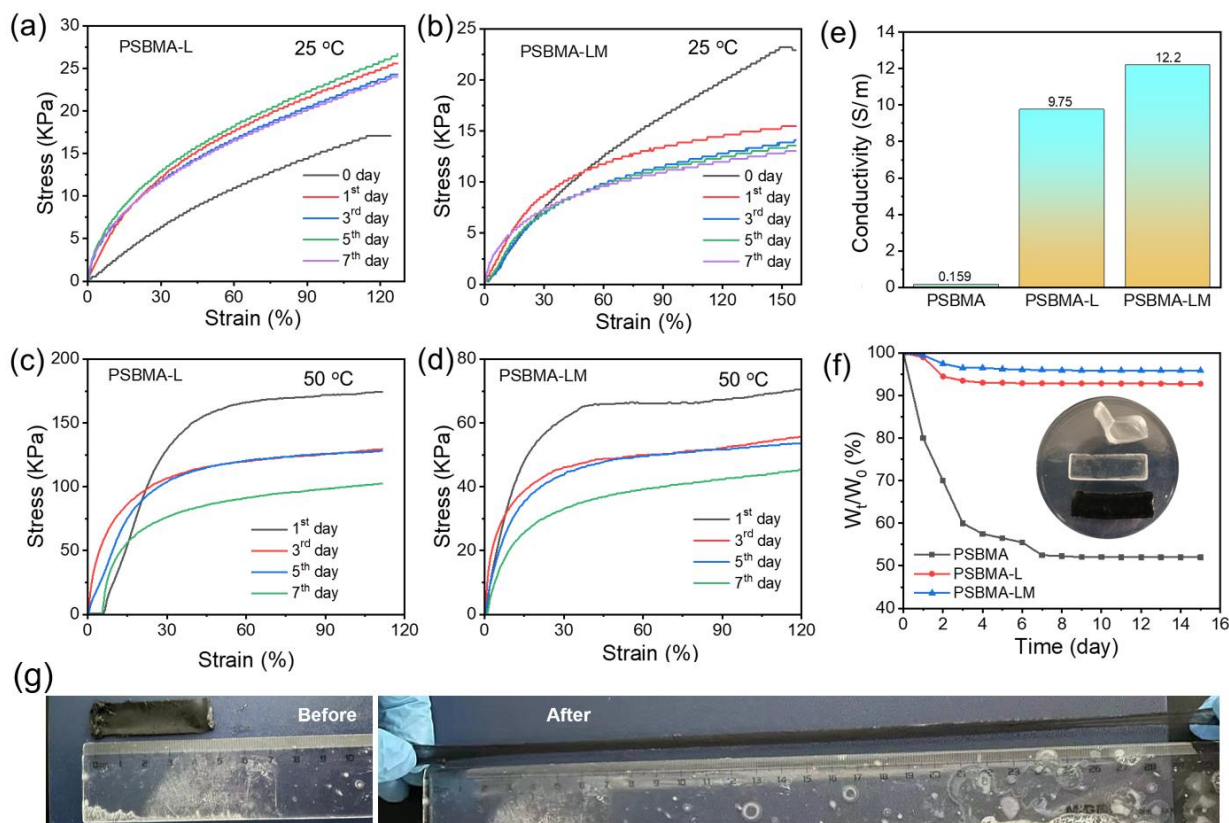 (a)
PSBMA-L
25 °C
Stress (KPa)
30
25
20
15
10
5
0
0 day
1st day
3rd day
5th day
7th day
0 30 60 90 120
Strain (%)
(b)
PSBMA-LM
25 °C
Stress (KPa)
25
20
15
10
5
0
0 day
1st day
3rd day
5th day
7th day
0 30 60 90 120 150
Strain (%)
(e)
Conductivity (S/m)
14
12
10
8
6
4
2
0
0.159
9.75
12.2
PSBMA PSBMA-L PSBMA-LM
(c)
PSBMA-L
50 °C
Stress (KPa)
200
150
100
50
0
1st day
3rd day
5th day
7th day
0 30 60 90 120
Strain (%)
(d)
PSBMA-LM
50 °C
Stress (KPa)
80
60
40
20
0
1st day
3rd day
5th day
7th day
0 30 60 90 120
Strain (%)
(f)
Wt/W0 (%)
100
90
80
70
60
50
40
PSBMA
PSBMA-L
PSBMA-LM
0 2 4 6 8 10 12 14 16
Time (day)
(g)
Before
After